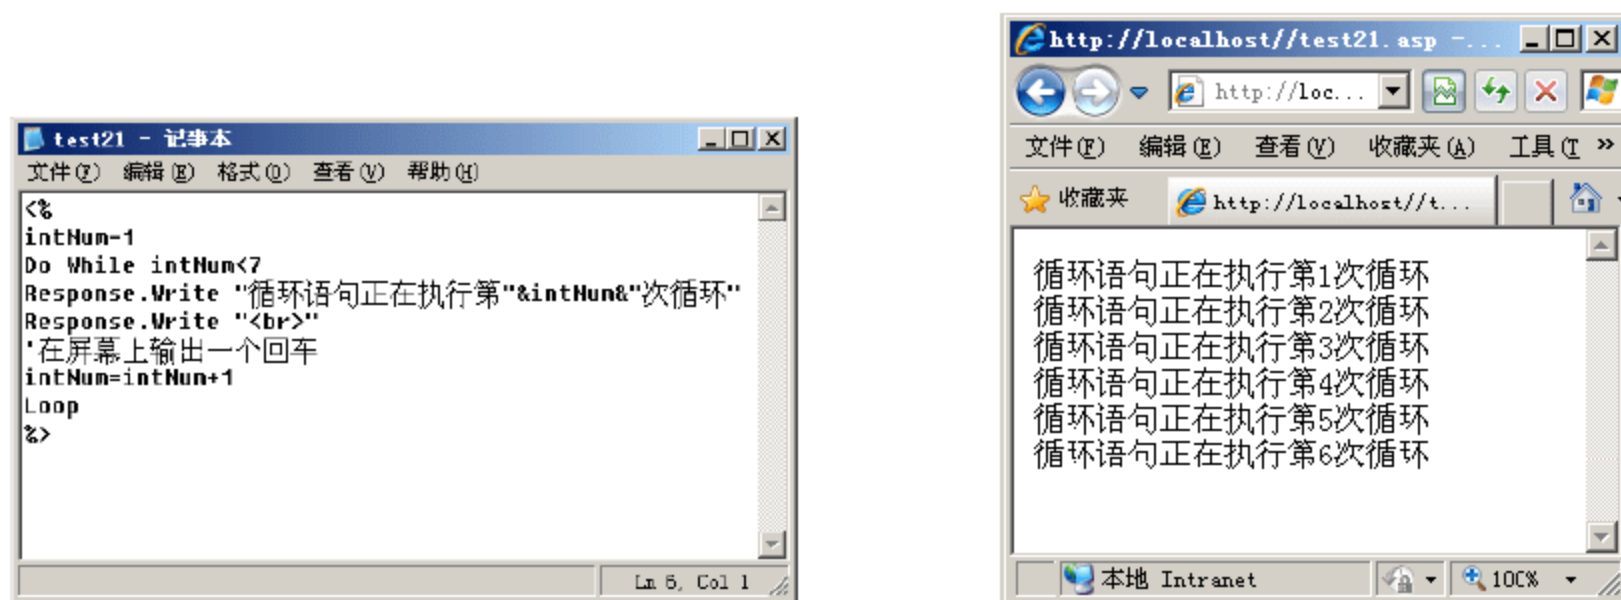 test21 - 记事本
文件(F) 编辑(E) 格式(O) 查看(V) 帮助(H)
<%
intNum=1
Do While intNum<7
Response.Write "循环语句正在执行第"&intNum&"次循环"
Response.Write "<br>"
'在屏幕上输出一个回车
intNum=intNum+1
Loop
%>
Ln 6, Col 1
http://localhost//test21.asp -...
http://loc...
文件(F) 编辑(E) 查看(V) 收藏夹(A) 工具(T »
收藏夹 http://localhost//t...
循环语句正在执行第1次循环
循环语句正在执行第2次循环
循环语句正在执行第3次循环
循环语句正在执行第4次循环
循环语句正在执行第5次循环
循环语句正在执行第6次循环
本地 Intranet 100%